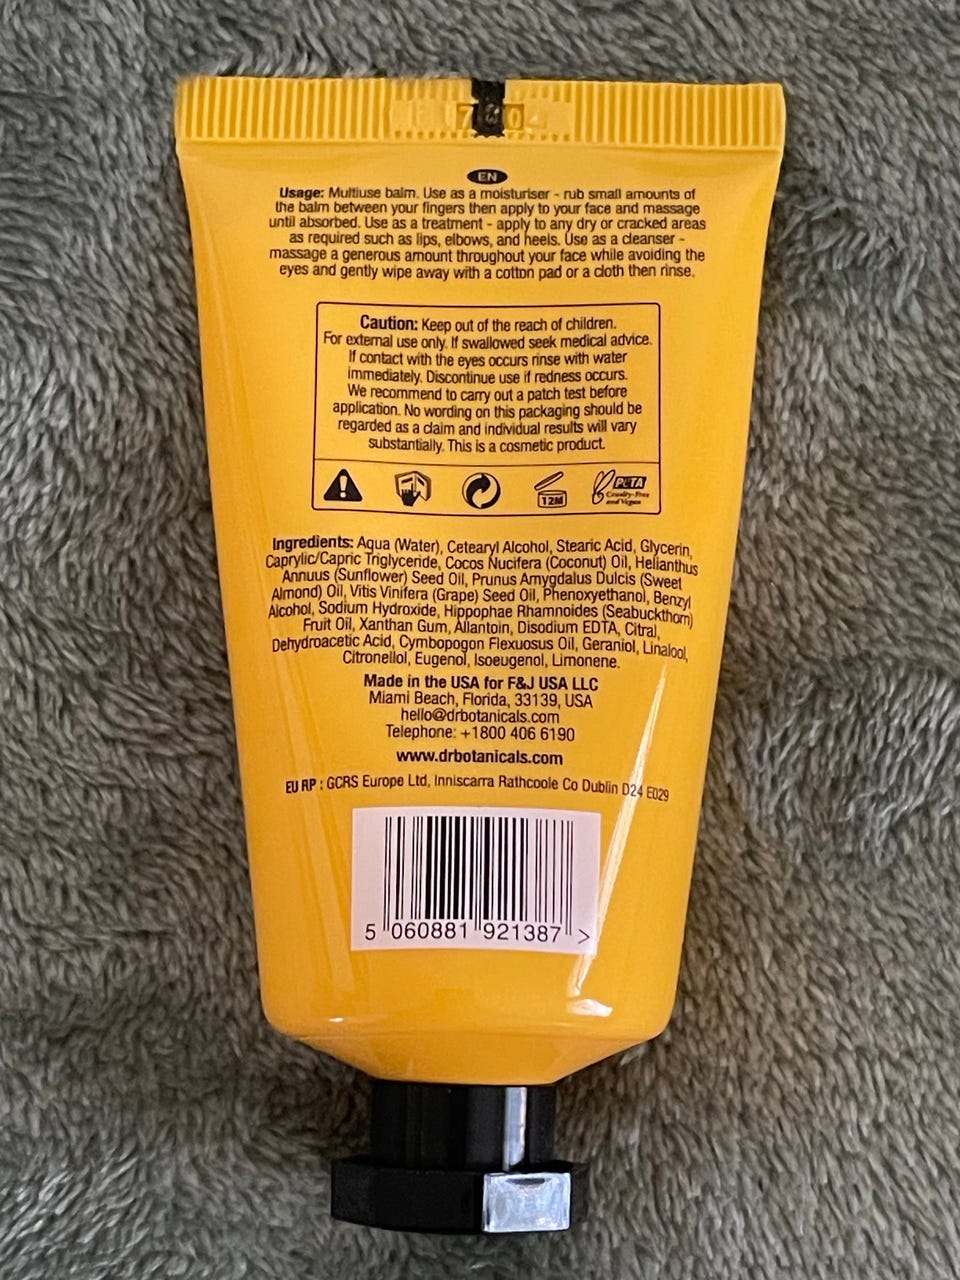 EN
Usage: Multiuse balm. Use as a moisturiser - rub small amounts of
the balm between your fingers then apply to your face and massage
until absorbed. Use as a treatment - apply to any dry or cracked areas
as required such as lips, elbows, and heels. Use as a cleanser -
massage a generous amount throughout your face while avoiding the
eyes and gently wipe away with a cotton pad or a cloth then rinse.
Caution: Keep out of the reach of children.
For external use only. If swallowed seek medical advice.
If contact with the eyes occurs rinse with water
immediately. Discontinue use if redness occurs.
We recommend to carry out a patch test before
application. No wording on this packaging should be
regarded as a claim and individual results will vary
substantially. This is a cosmetic product.
12M
PETA
Cruelty-Free
and Vegan
Ingredients: Aqua (Water), Cetearyl Alcohol, Stearic Acid, Glycerin,
Caprylic/Capric Triglyceride, Cocos Nucifera (Coconut) Oil, Helianthus
Annuus (Sunflower) Seed Oil, Prunus Amygdalus Dulcis (Sweet
Almond) Oil, Vitis Vinifera (Grape) Seed Oil, Phenoxyethanol, Benzyl
Alcohol, Sodium Hydroxide, Hippophae Rhamnoides (Seabuckthorn)
Fruit Oil, Xanthan Gum, Allantoin, Disodium EDTA, Citral,
Dehydroacetic Acid, Cymbopogon Flexuosus Oil, Geraniol, Linalool,
Citronellol, Eugenol, Isoeugenol, Limonene.
Made in the USA for F&J USA LLC
Miami Beach, Florida, 33139, USA
hello@drbotanicals.com
Telephone: +1800 406 6190
www.drbotanicals.com
EU RP : GCRS Europe Ltd, Inniscarra Rathcoole Co Dublin D24 E029
5 060881 921387 >